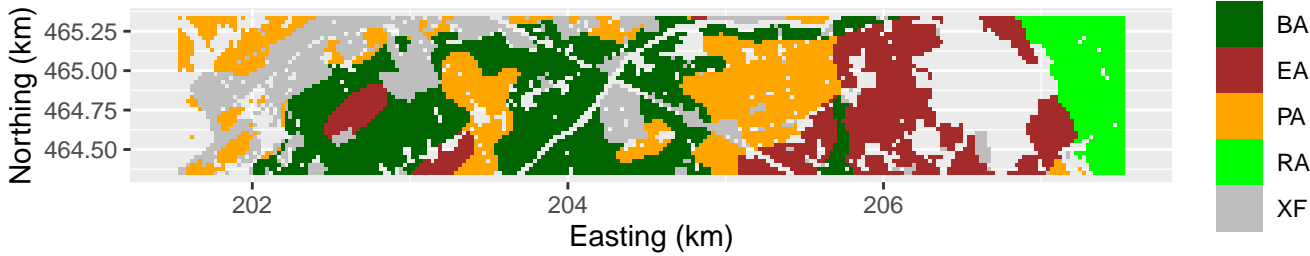 Northing (km)
465.25
465.00
464.75
464.50
202
204
206
Easting (km)
BA
EA
PA
RA
XF